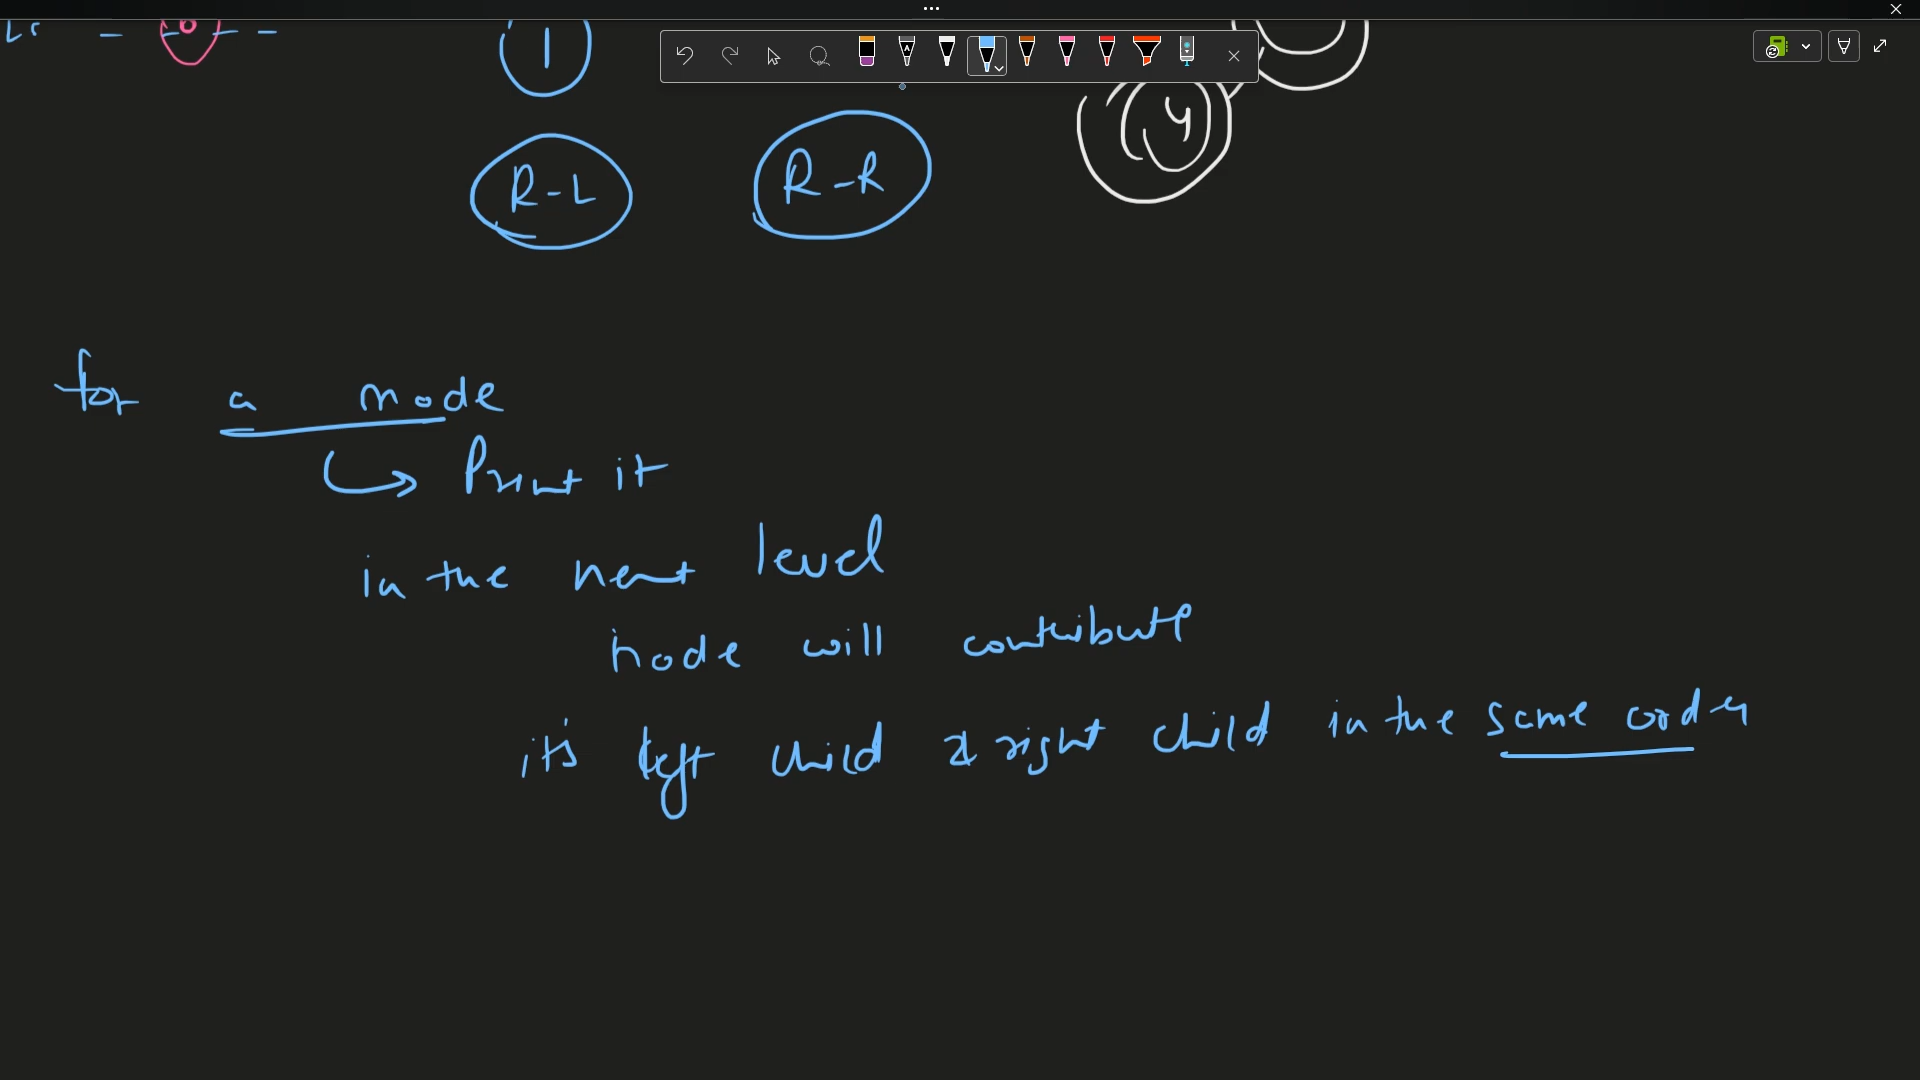 1
4
R-L R-R
for a node
Print it
in the next level
node will contribute
it's left child & right child in the same order